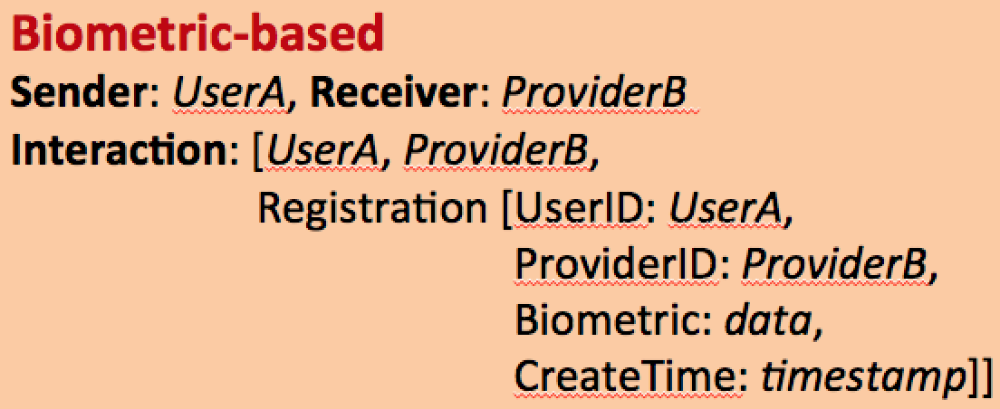 Biometric-based
Sender: UserA, Receiver: ProviderB
Interaction: [UserA, ProviderB,
Registration [UserID: UserA,
ProviderID: ProviderB,
Biometric: data,
CreateTime: timestamp]]